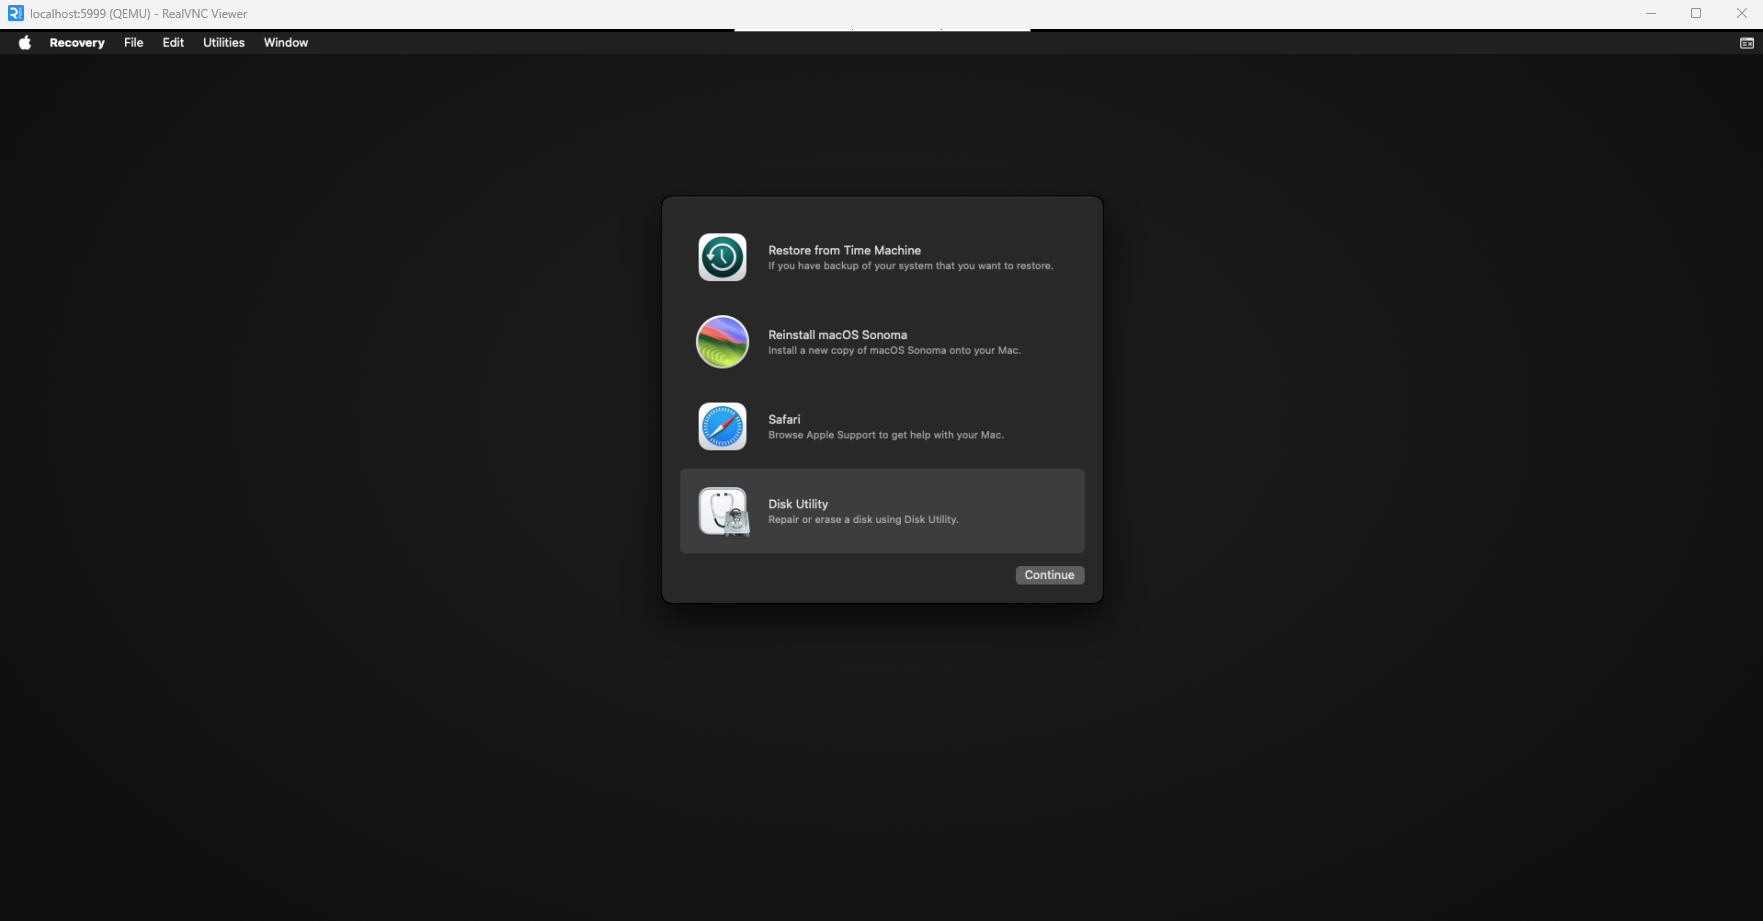 localhost:5999 (QEMU) - RealVNC Viewer
Recovery File Edit Utilities Window
Restore from Time Machine
If you have backup of your system that you want to restore.
Reinstall macOS Sonoma
Install a new copy of macOS Sonoma onto your Mac.
Safari
Browse Apple Support to get help with your Mac.
Disk Utility
Repair or erase a disk using Disk Utility.
Continue